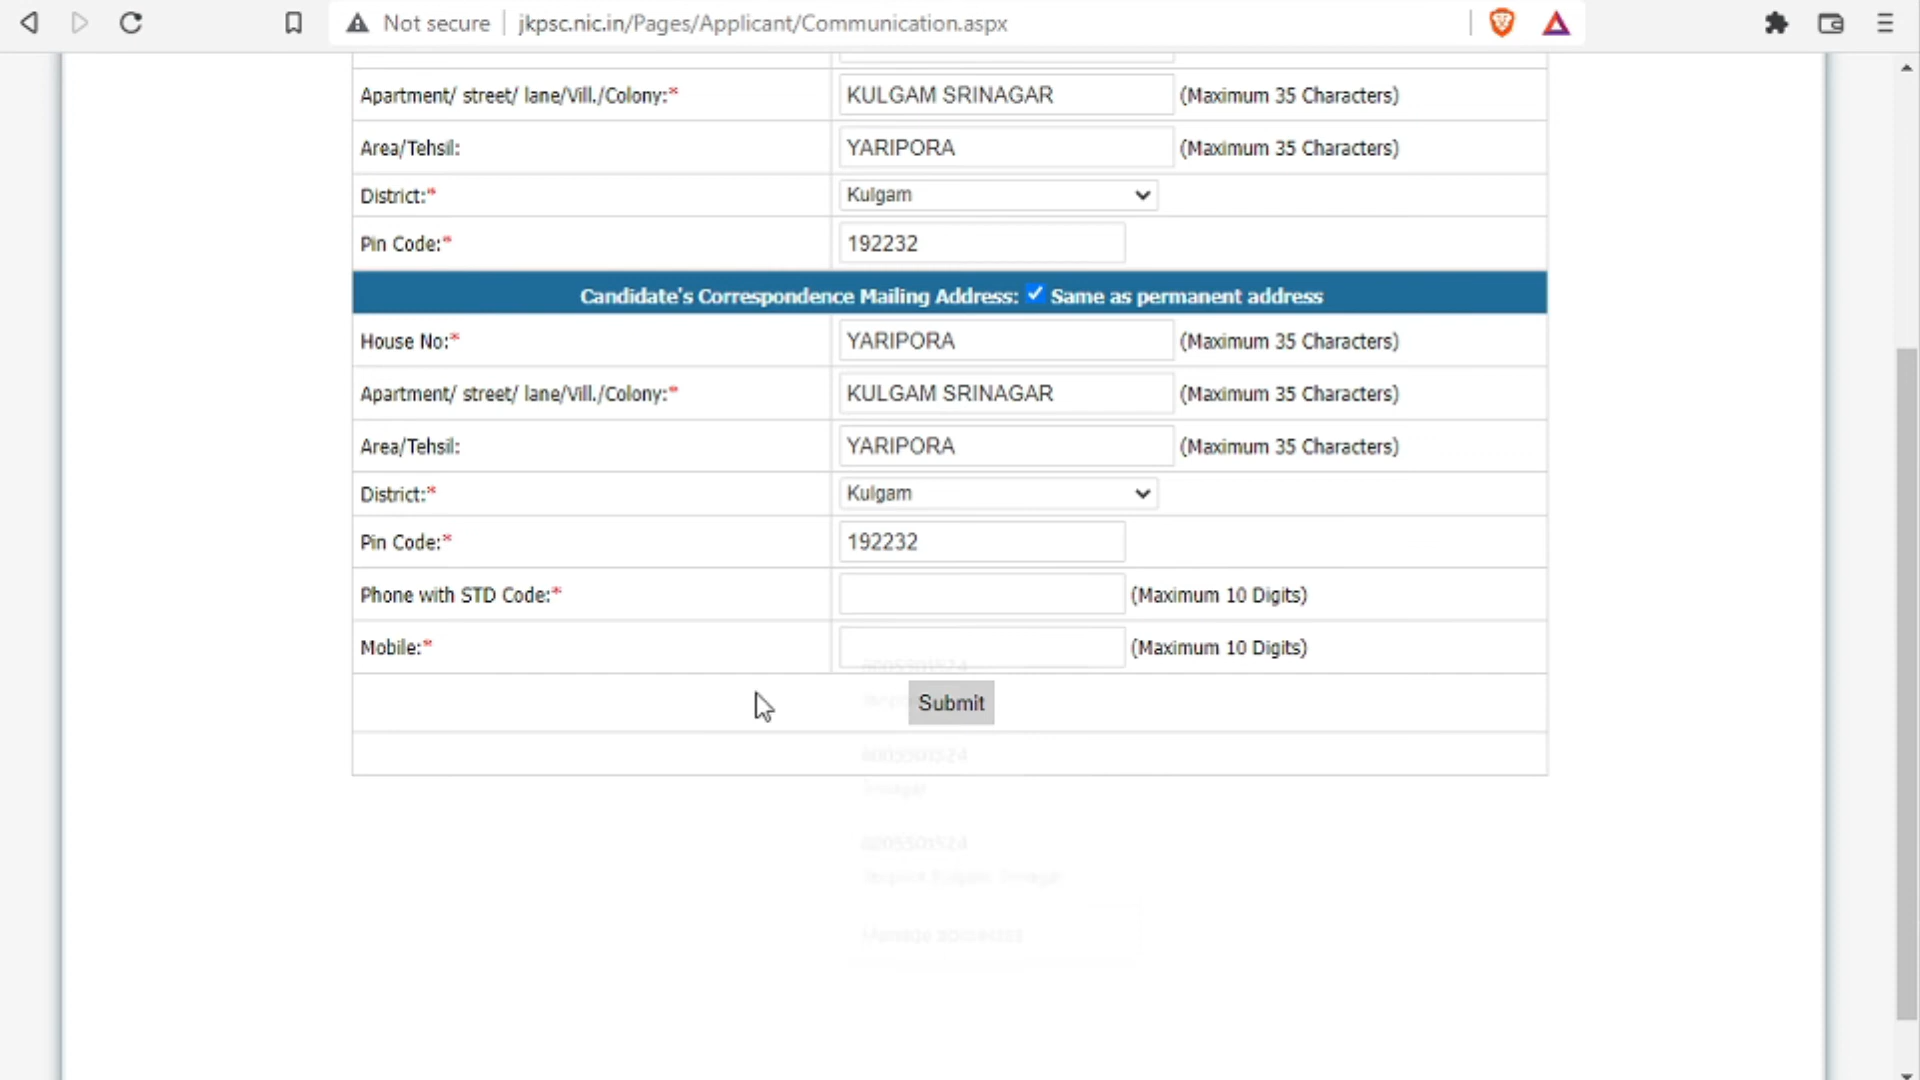 Not secure jkpsc.nic.in/Pages/Applicant/Communication.aspx
Apartment/ street/ lane/Vill./Colony:* KULGAM SRINAGAR (Maximum 35 Characters)
Area/Tehsil: YARIPORA (Maximum 35 Characters)
District:* Kulgam
Pin Code:* 192232
Candidate's Correspondence Mailing Address: Same as permanent address
House No:* YARIPORA (Maximum 35 Characters)
Apartment/ street/ lane/Vill./Colony:* KULGAM SRINAGAR (Maximum 35 Characters)
Area/Tehsil: YARIPORA (Maximum 35 Characters)
District:* Kulgam
Pin Code:* 192232
Phone with STD Code:* (Maximum 10 Digits)
Mobile:* (Maximum 10 Digits)
Submit